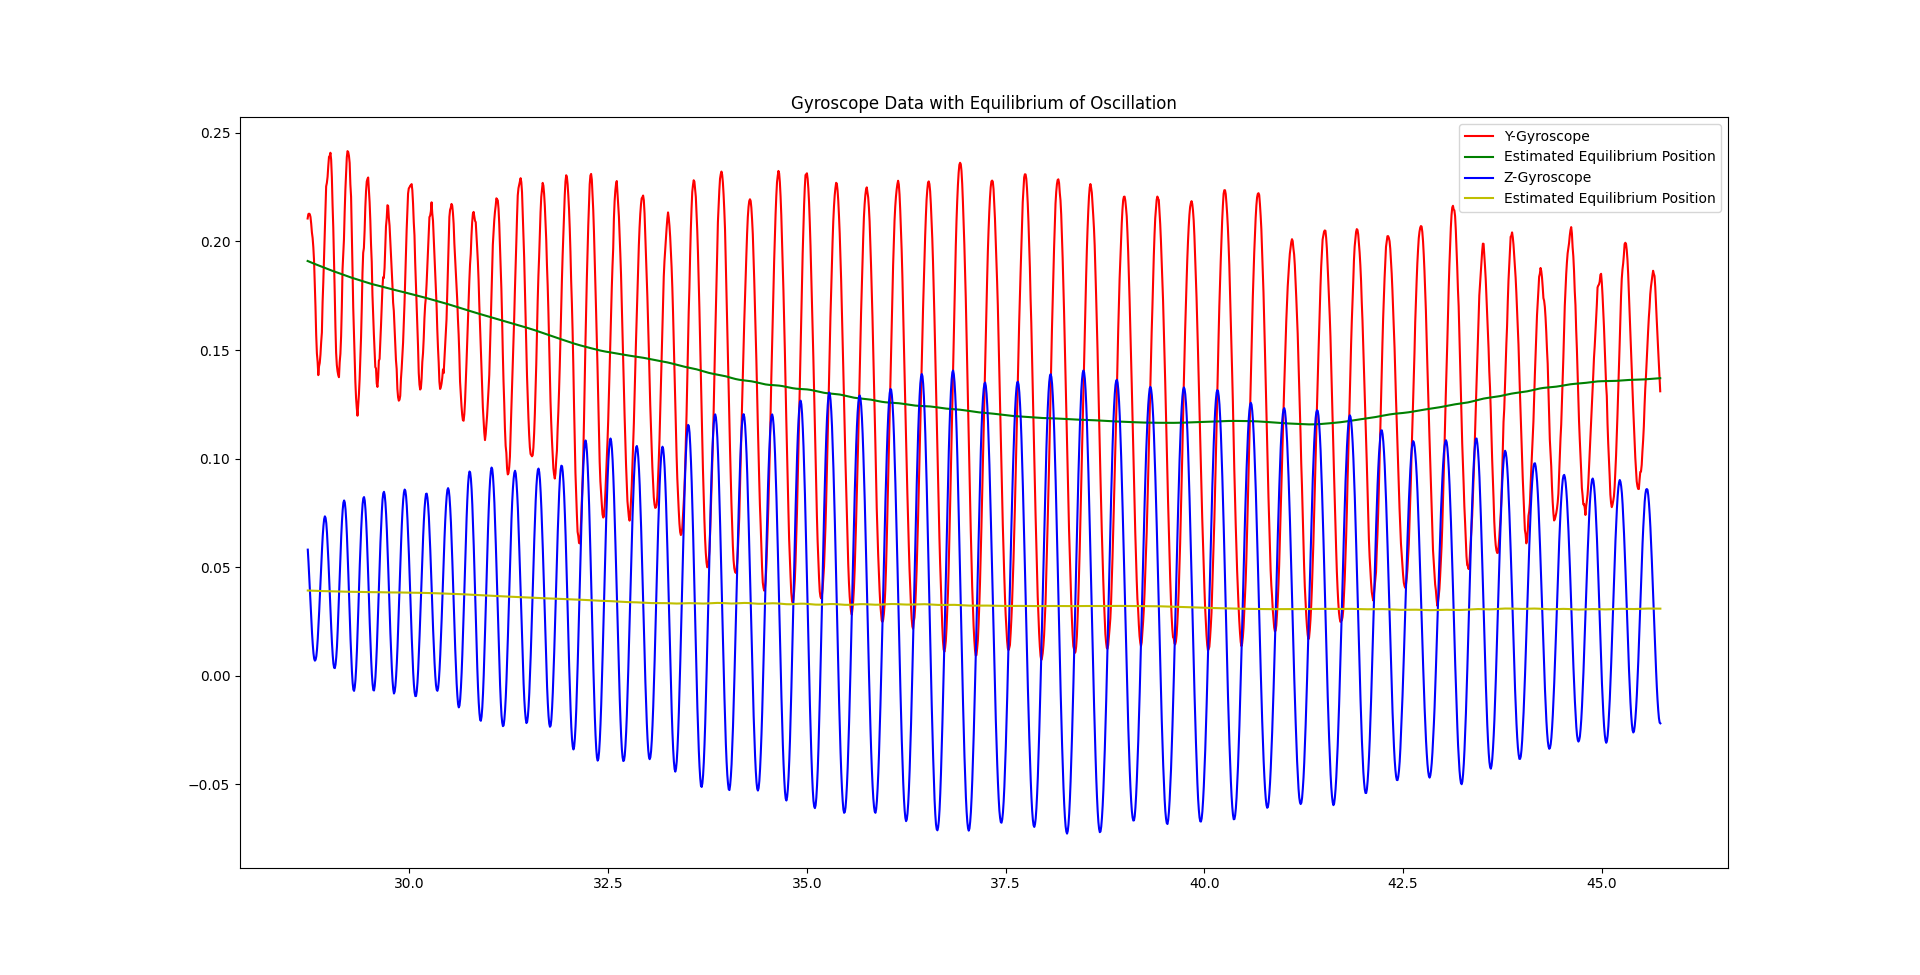 Gyroscope Data with Equilibrium of Oscillation
Y-Gyroscope
Estimated Equilibrium Position
Z-Gyroscope
Estimated Equilibrium Position
0.25
0.20
0.15
0.10
0.05
0.00
−0.05
30.0 32.5 35.0 37.5 40.0 42.5 45.0